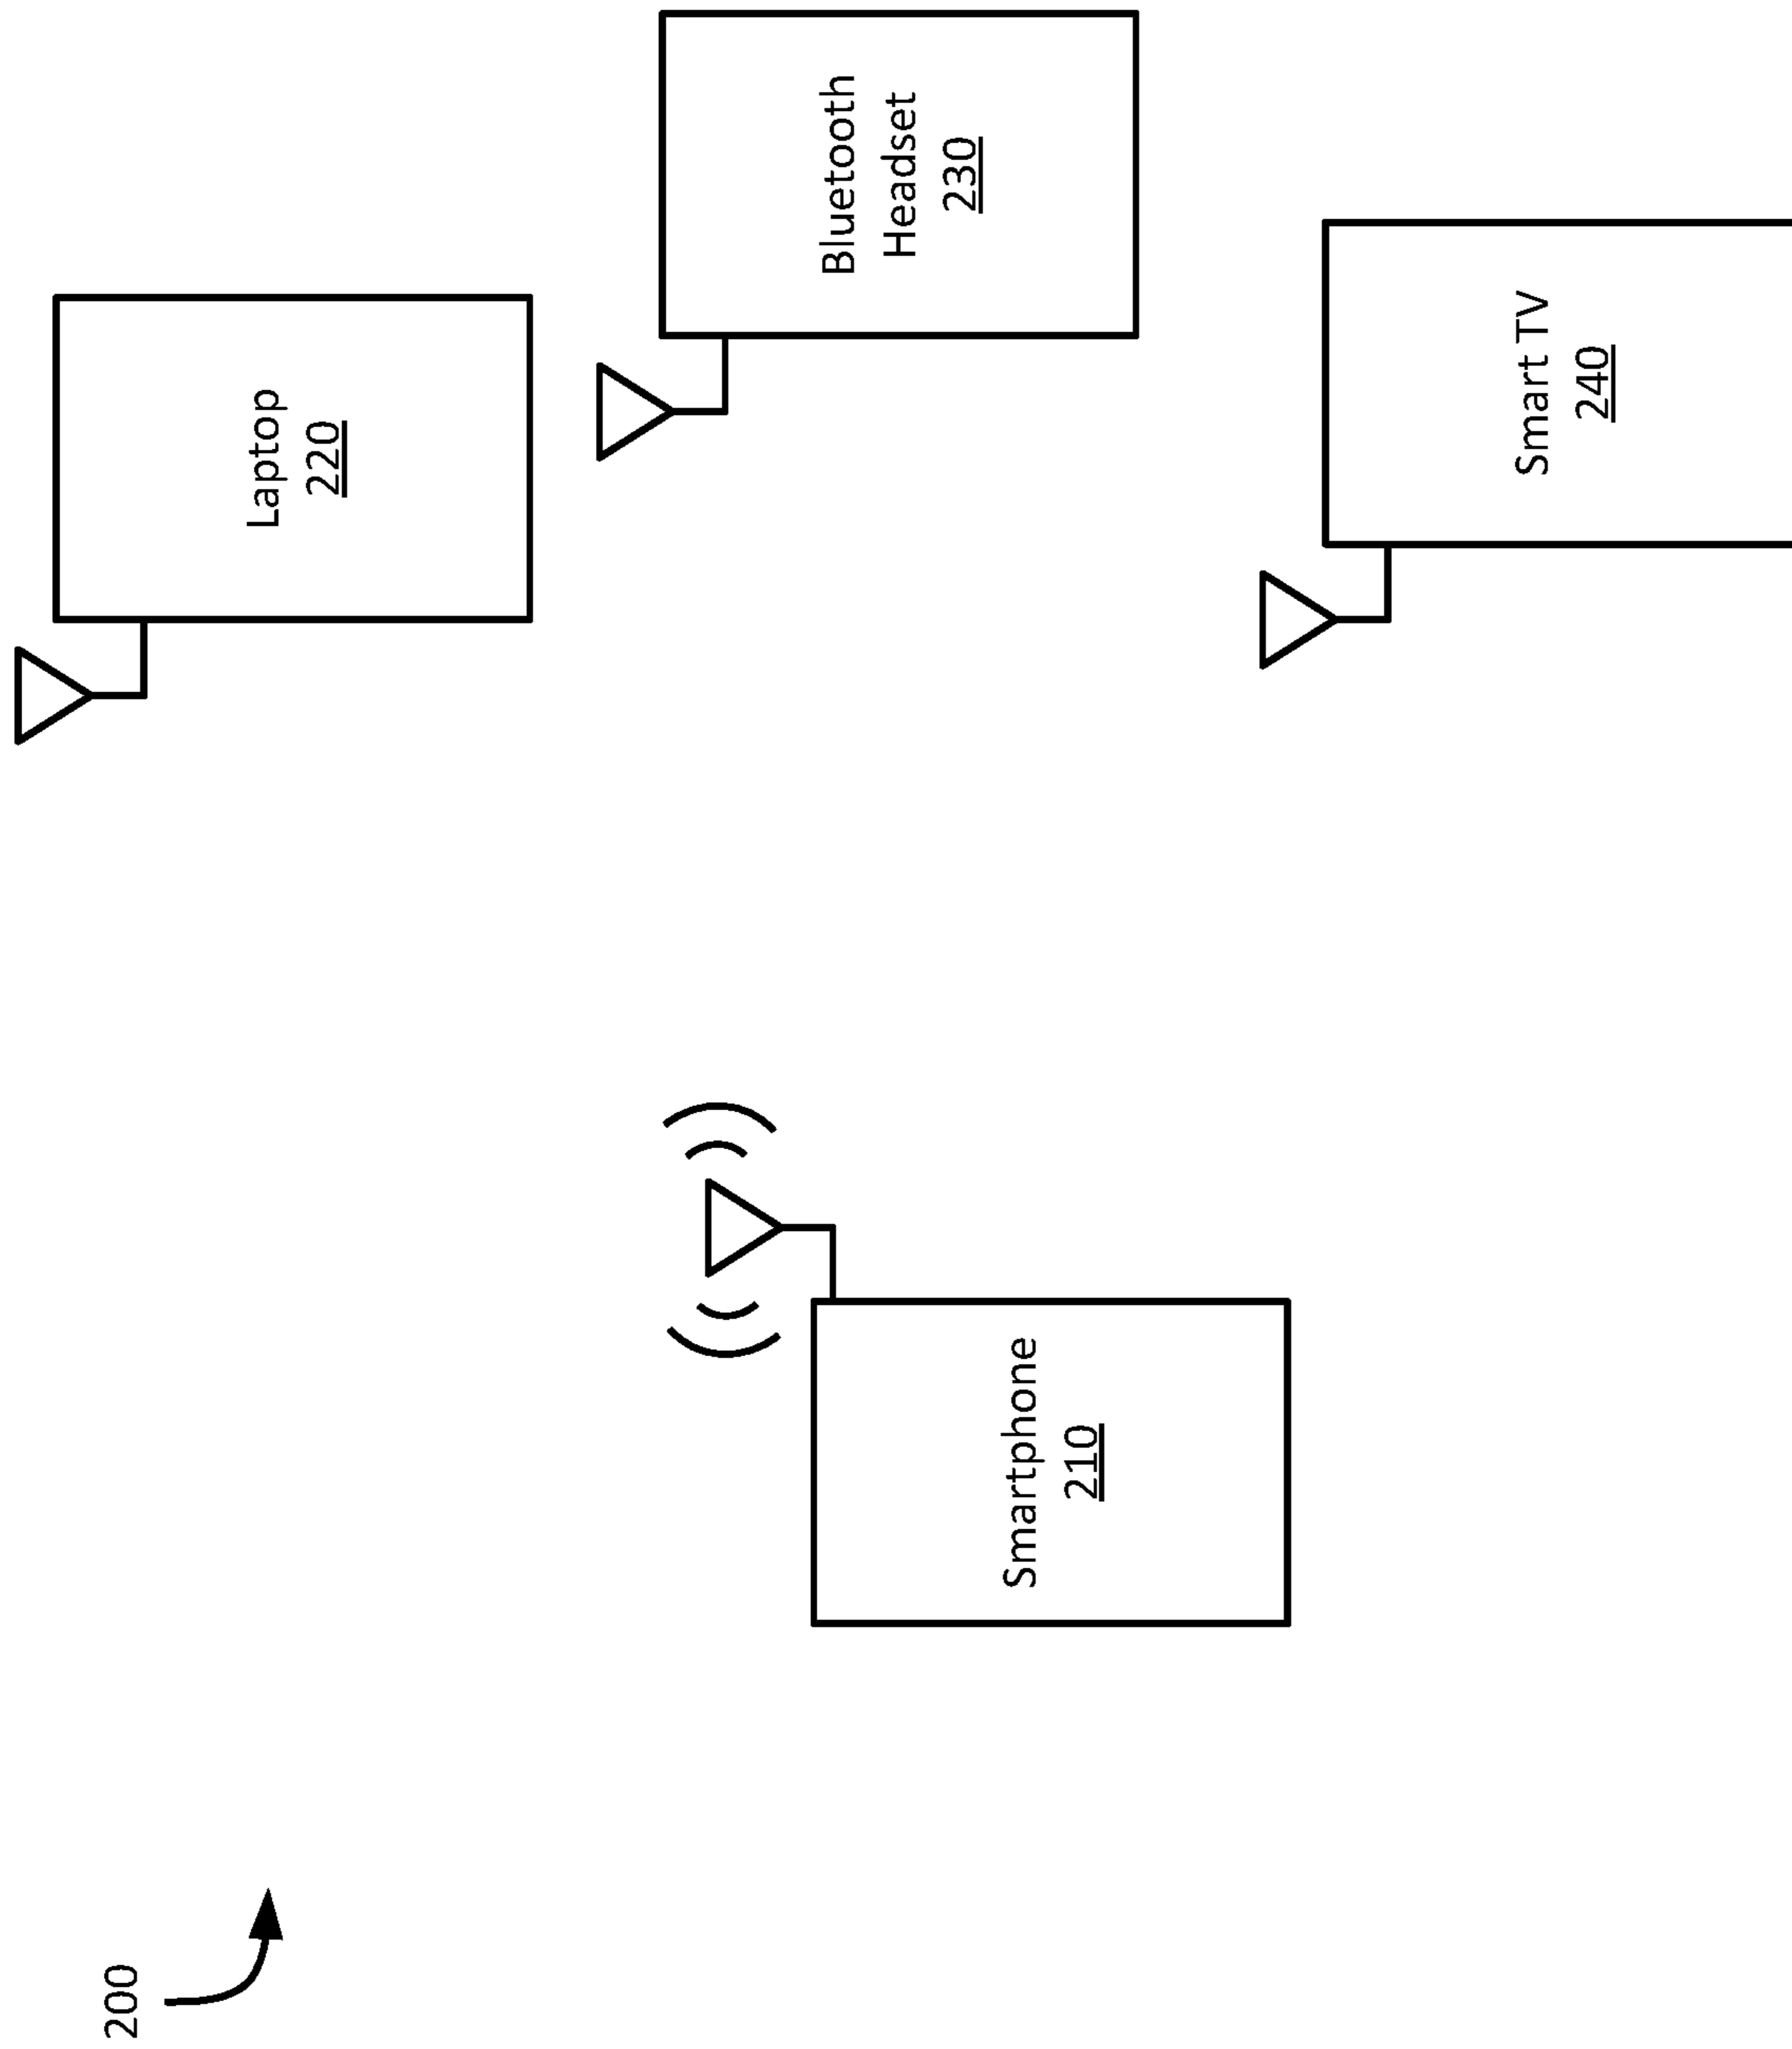 200
Laptop
220
Smartphone
210
Bluetooth
Headset
230
Smart TV
240